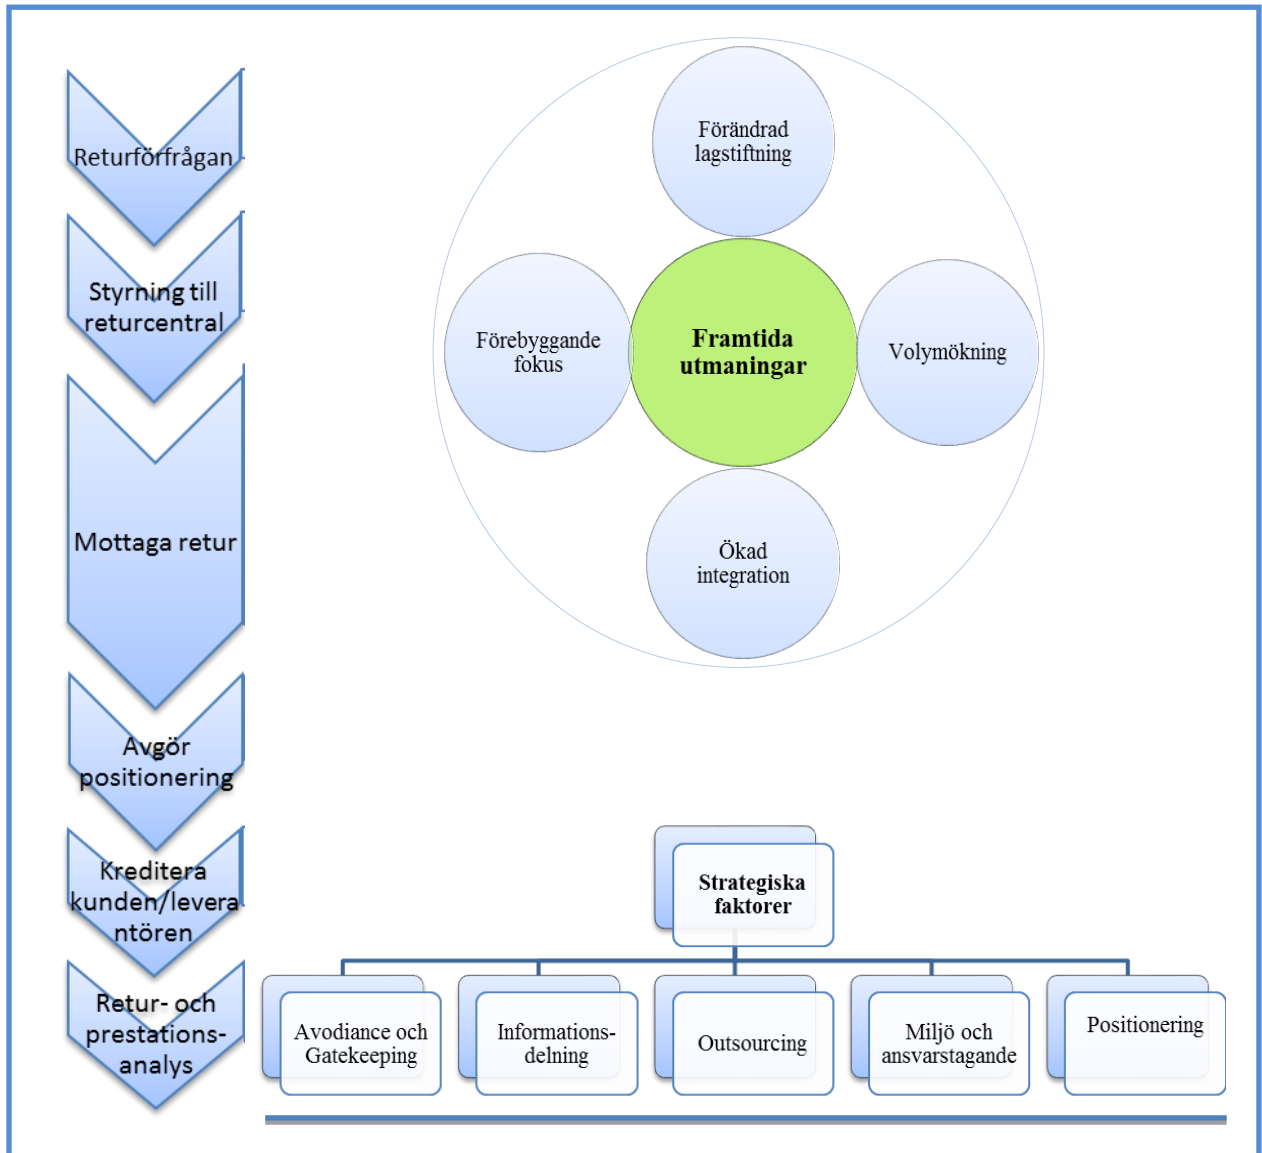 Returförfrågan
Styrning till
returcentral
Mottaga retur
Avgör
positionering
Kreditera
kunden/levera
ntören
Retur- och
prestations-
analys
Förändrad
lagstiftning
Förebyggande
fokus
Framtida
utmaningar
Volymökning
Ökad
integration
Strategiska
faktorer
Avodiance och
Gatekeeping
Informations-
delning
Outsourcing
Miljö och
ansvarstagande
Positionering